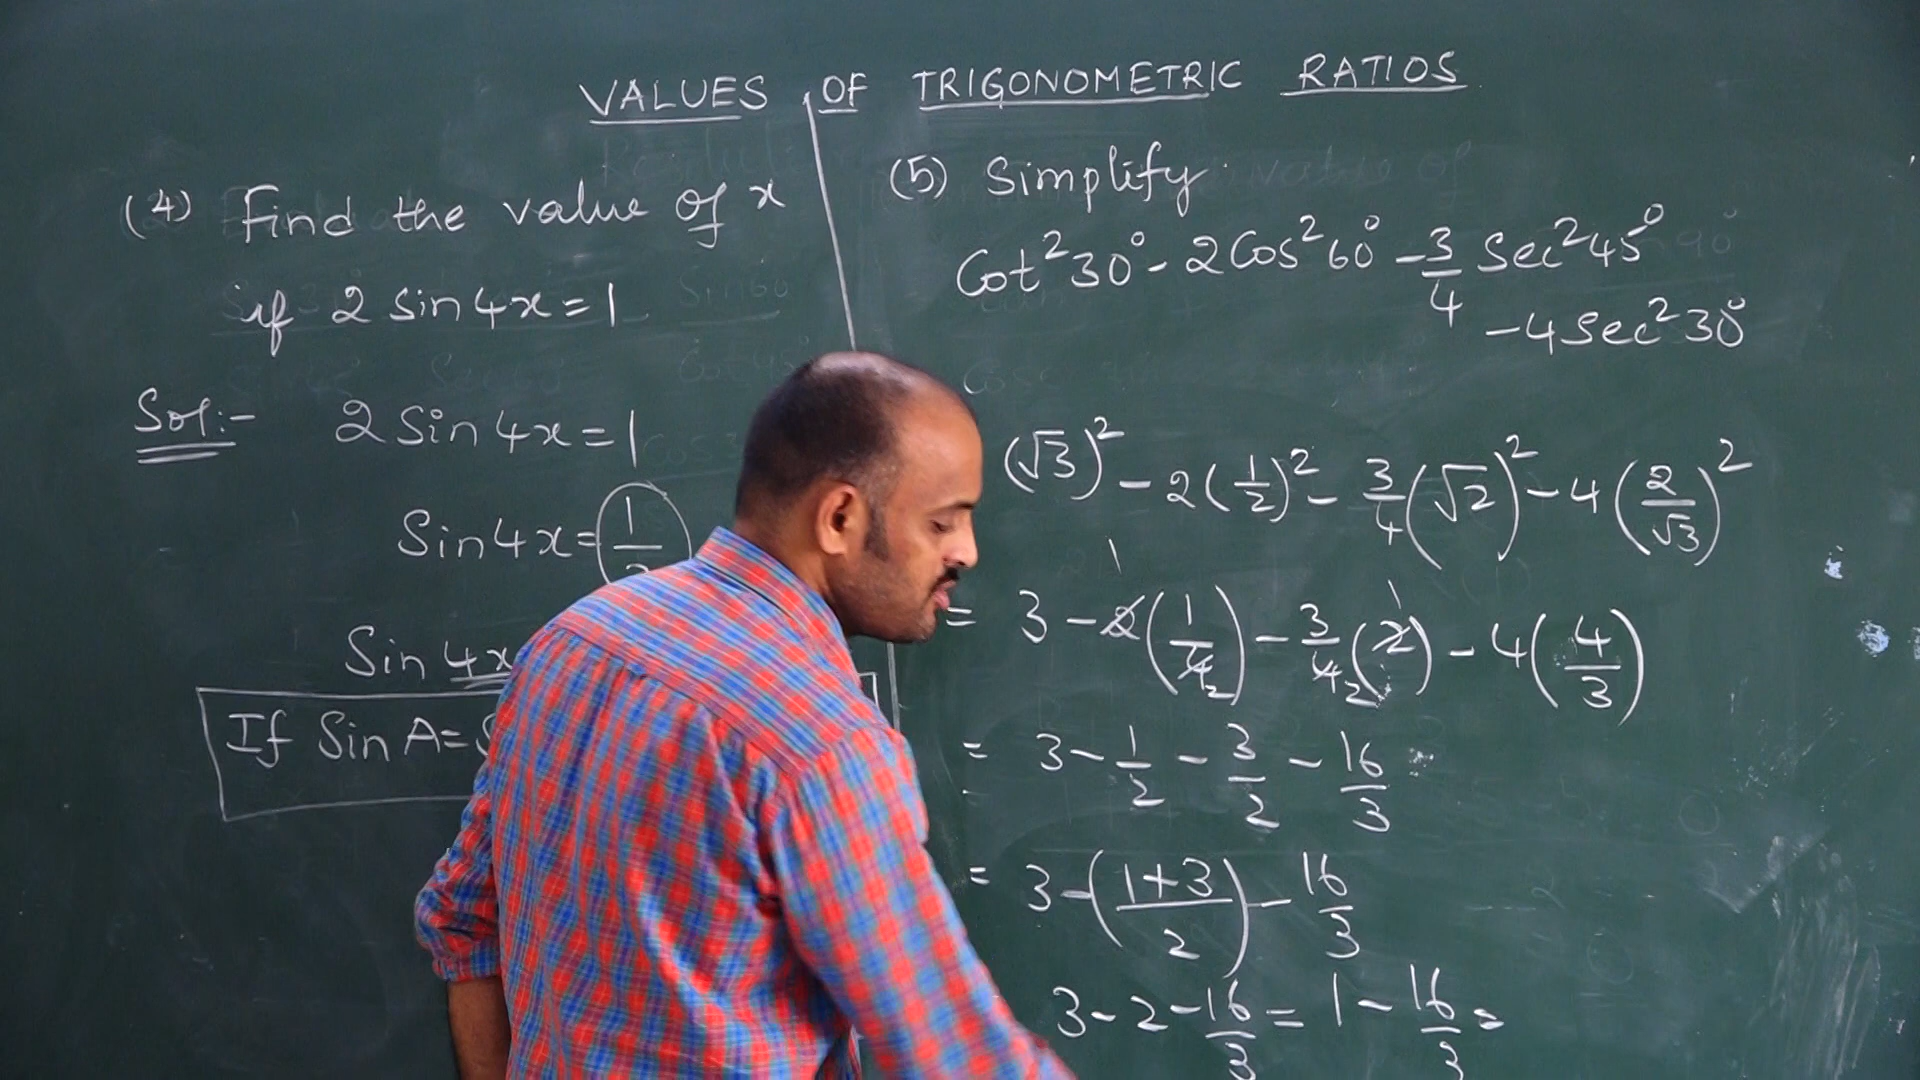 VALUES OF TRIGONOMETRIC RATIOS
(4) Find the value of x
if 2 sin 4x = 1
Sol:- 2 Sin 4x = 1
Sin 4x = 1/
Sin 4x
If Sin A = S
(5) Simplify
Cot²30° - 2 Cos²60° - 3/4 Sec²45°
- 4 Sec²30°
(√3)² - 2(1/2)² - 3/4(√2)² - 4(2/√3)²
= 3 - 2(1/4) - 3/4(2) - 4(4/3)
= 3 - 1/2 - 3/2 - 16/3
= 3 - (1+3/2) - 16/3
3 - 2 - 16/3 = 1 - 16/3 =